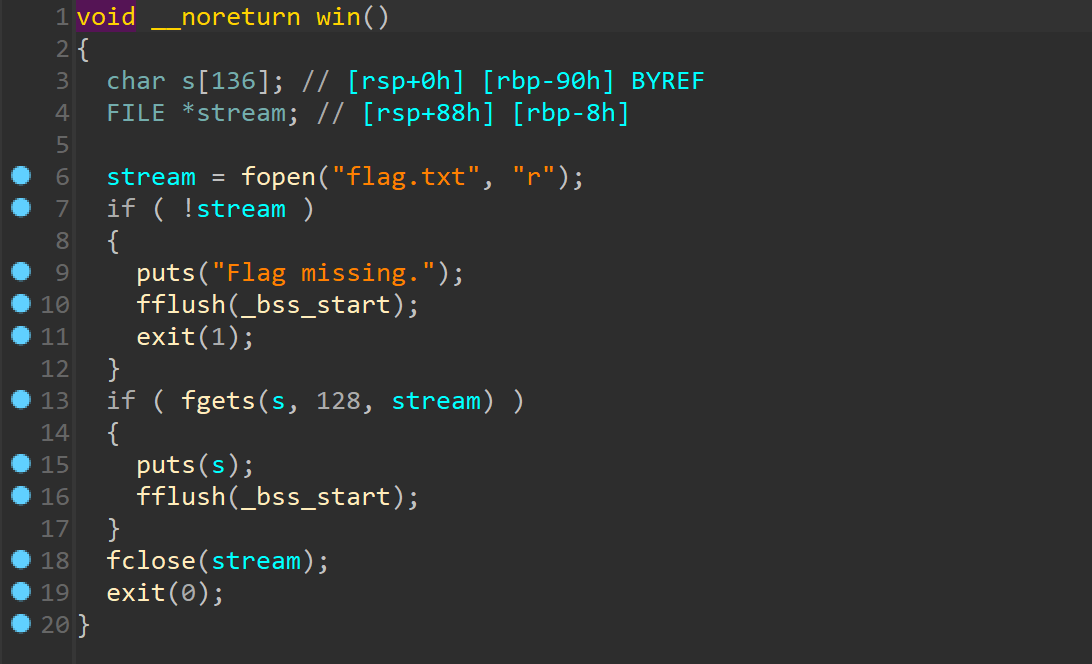 1 void __noreturn win()
2 {
3   char s[136]; // [rsp+0h] [rbp-90h] BYREF
4   FILE *stream; // [rsp+88h] [rbp-8h]
5
6   stream = fopen("flag.txt", "r");
7   if ( !stream )
8   {
9     puts("Flag missing.");
10     fflush(_bss_start);
11     exit(1);
12   }
13   if ( fgets(s, 128, stream) )
14   {
15     puts(s);
16     fflush(_bss_start);
17   }
18   fclose(stream);
19   exit(0);
20 }